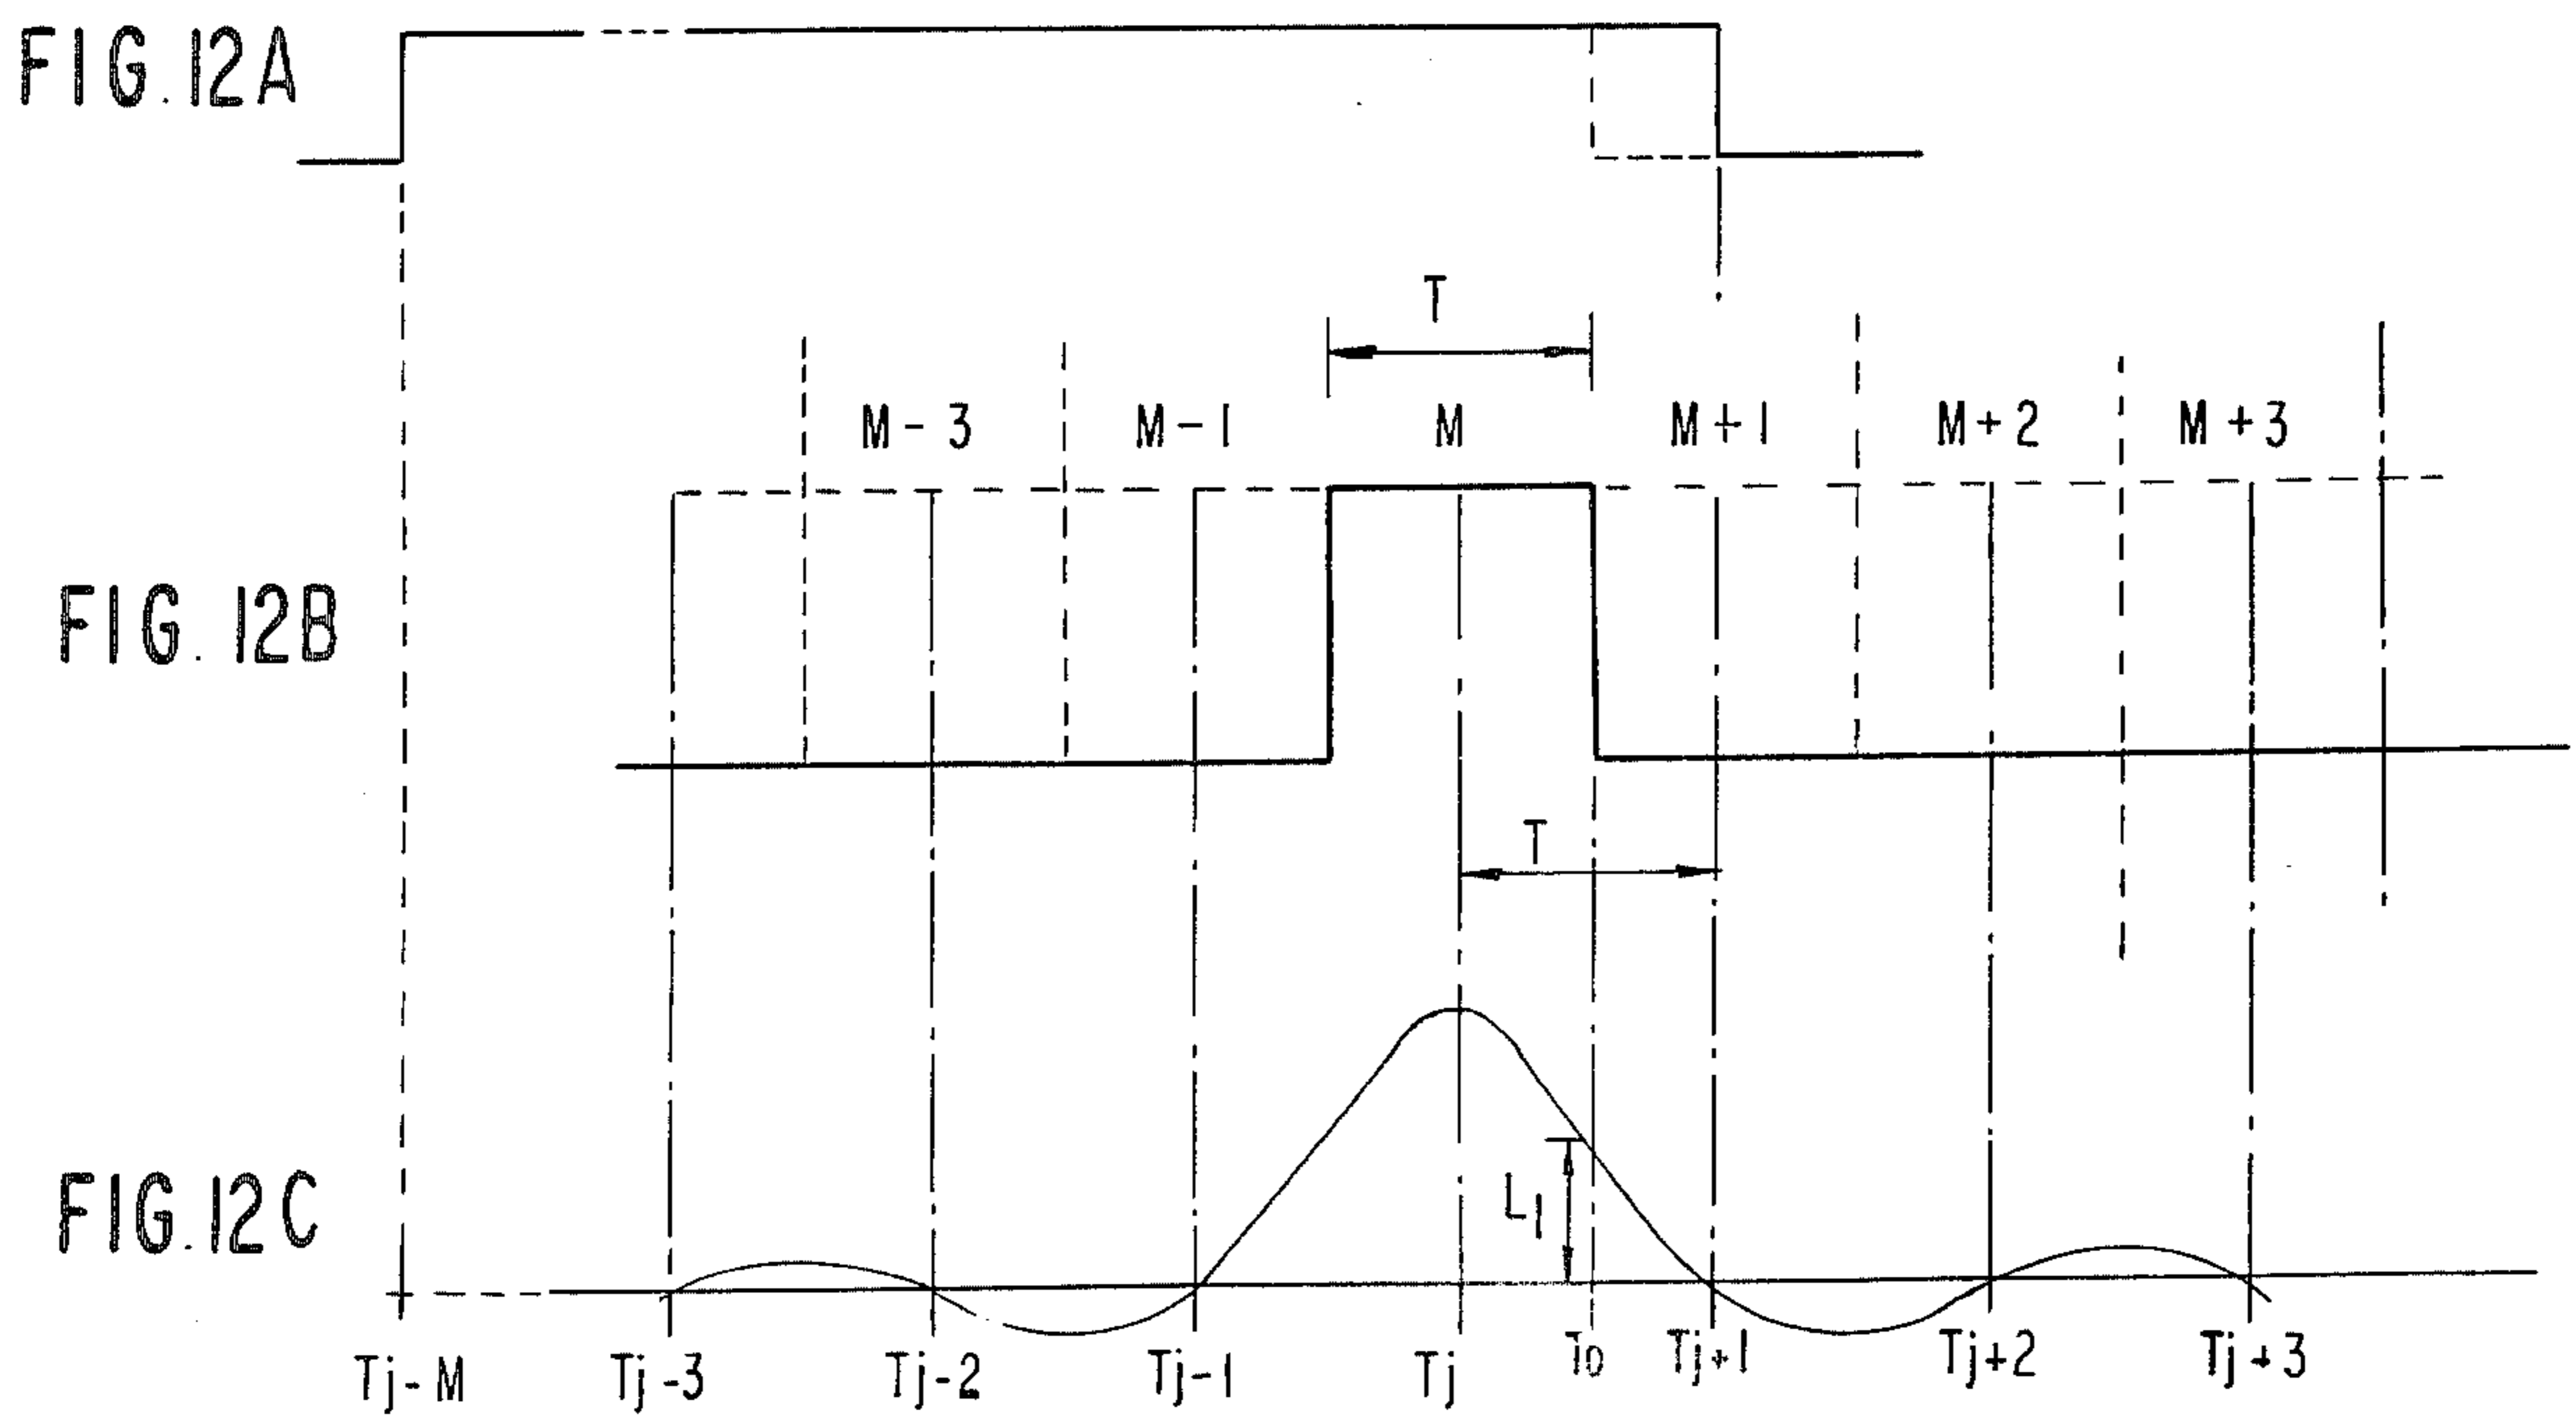 FIG. 12A
T
M-3 M-1 M M+1 M+2 M+3
FIG. 12B
T
L1
FIG. 12C
Tj-M Tj-3 Tj-2 Tj-1 Tj To Tj+1 Tj+2 Tj+3